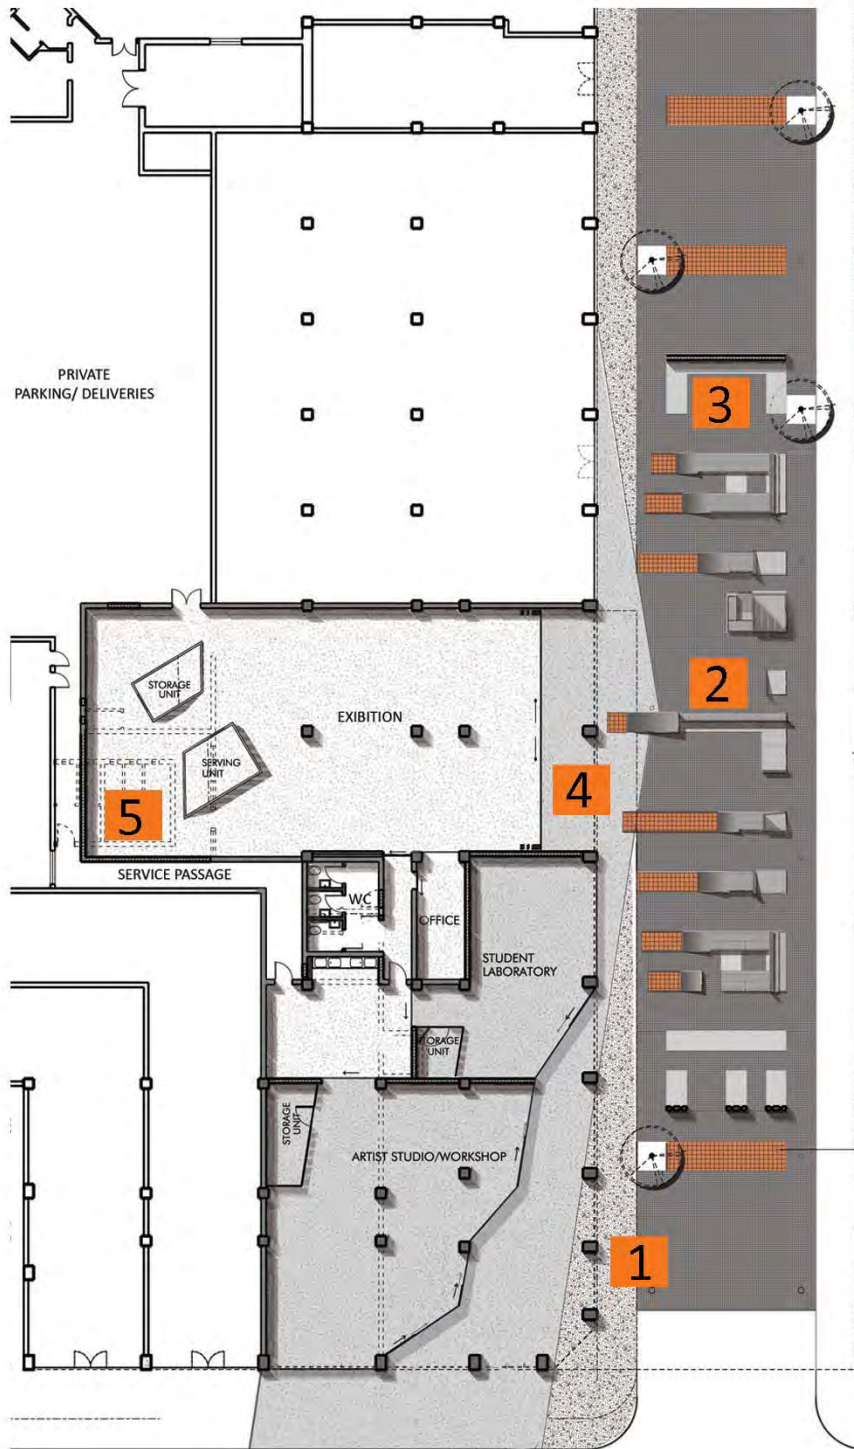 3
PRIVATE
PARKING/ DELIVERIES
2
STORAGE
UNIT
EXIBITION
SERVING
UNIT
4
5
SERVICE PASSAGE
WC
OFFICE
STUDENT
LABORATORY
STORAGE
UNIT
STORAGE
UNIT
ARTIST STUDIO/WORKSHOP
1